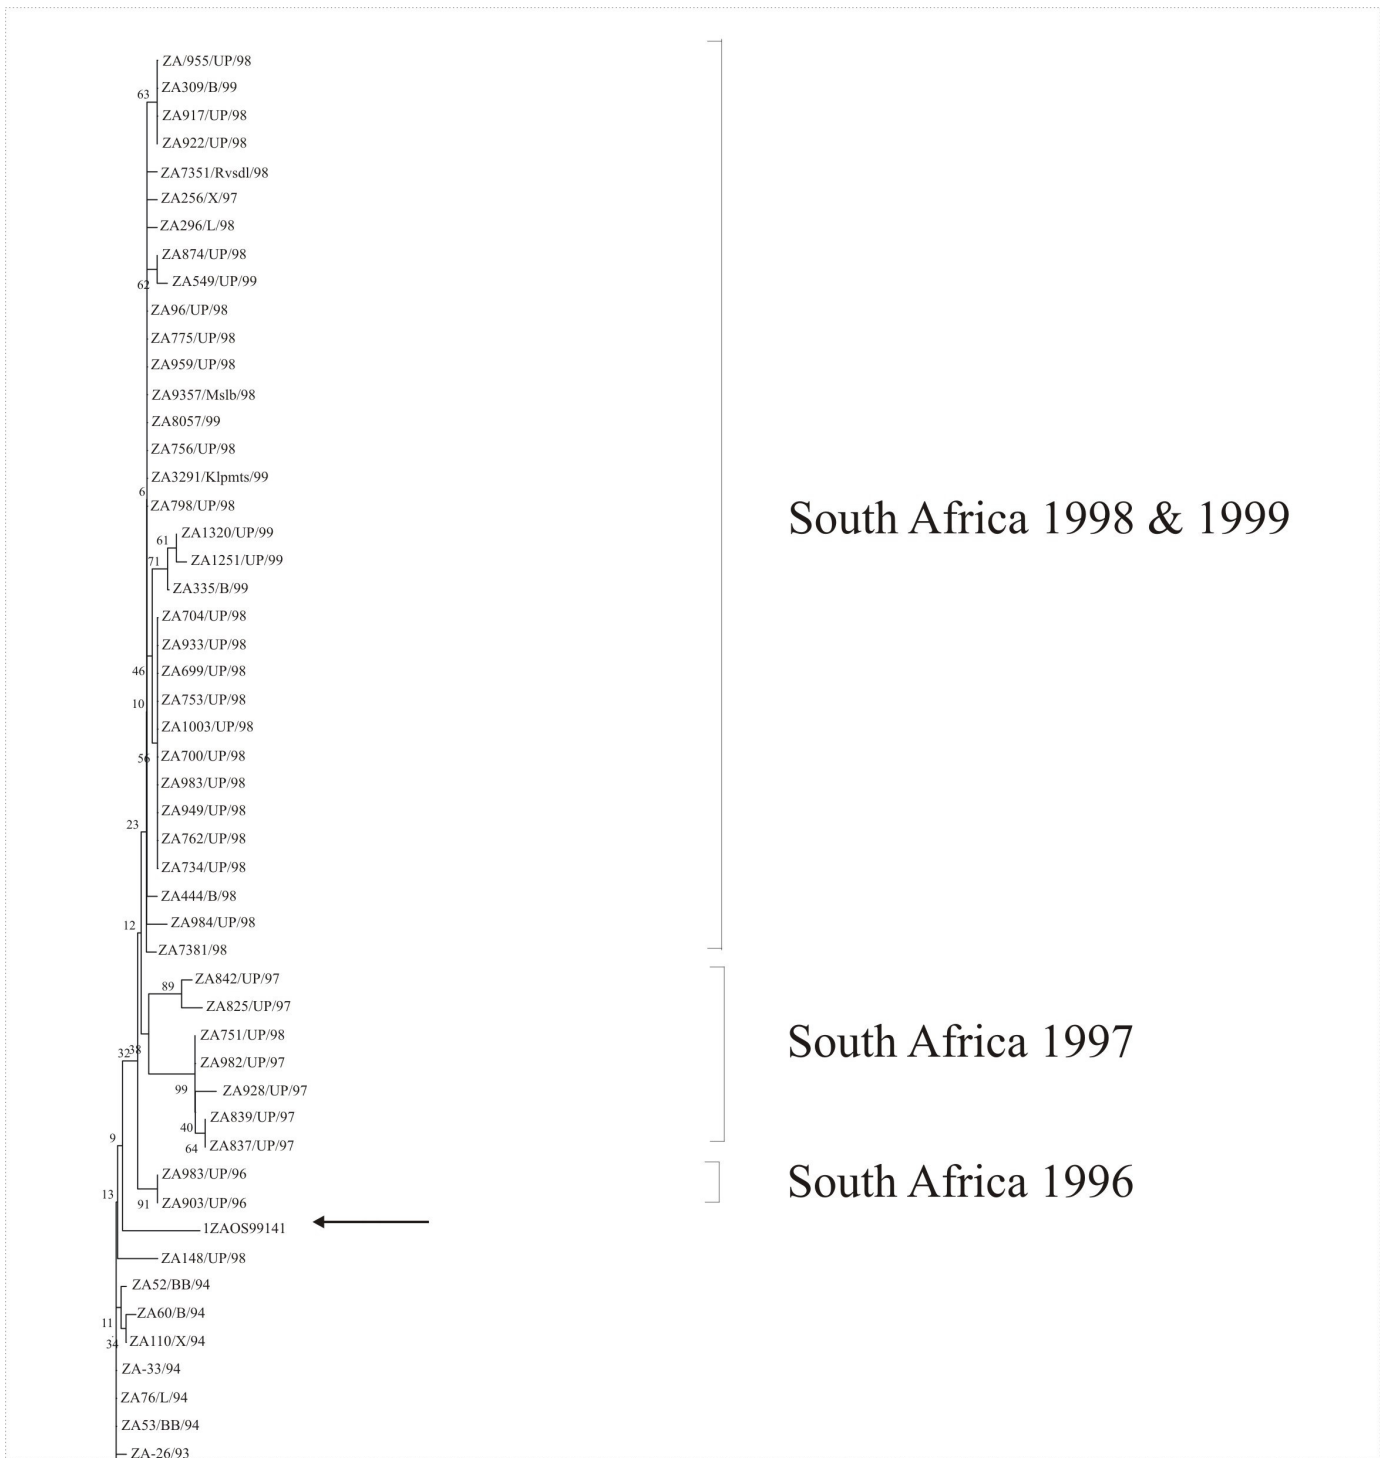 ZA/955/UP/98
ZA309/B/99
63
ZA917/UP/98
ZA922/UP/98
ZA7351/Rvsdl/98
ZA256/X/97
ZA296/L/98
ZA874/UP/98
ZA549/UP/99
62
ZA96/UP/98
ZA775/UP/98
ZA959/UP/98
ZA9357/Mslb/98
ZA8057/99
ZA756/UP/98
ZA3291/Klpmts/99
6
ZA798/UP/98
South Africa 1998 & 1999
ZA1320/UP/99
61
ZA1251/UP/99
71
ZA335/B/99
ZA704/UP/98
ZA933/UP/98
ZA699/UP/98
46
ZA753/UP/98
10
ZA1003/UP/98
ZA700/UP/98
56
ZA983/UP/98
ZA949/UP/98
23
ZA762/UP/98
ZA734/UP/98
ZA444/B/98
ZA984/UP/98
12
ZA7381/98
ZA842/UP/97
89
ZA825/UP/97
ZA751/UP/98
South Africa 1997
32
38
ZA982/UP/97
99
ZA928/UP/97
ZA839/UP/97
40
9
ZA837/UP/97
64
ZA983/UP/96
South Africa 1996
13
91
ZA903/UP/96
1ZAOS99141
ZA148/UP/98
ZA52/BB/94
ZA60/B/94
11
ZA110/X/94
34
ZA-33/94
ZA76/L/94
ZA53/BB/94
ZA-26/93